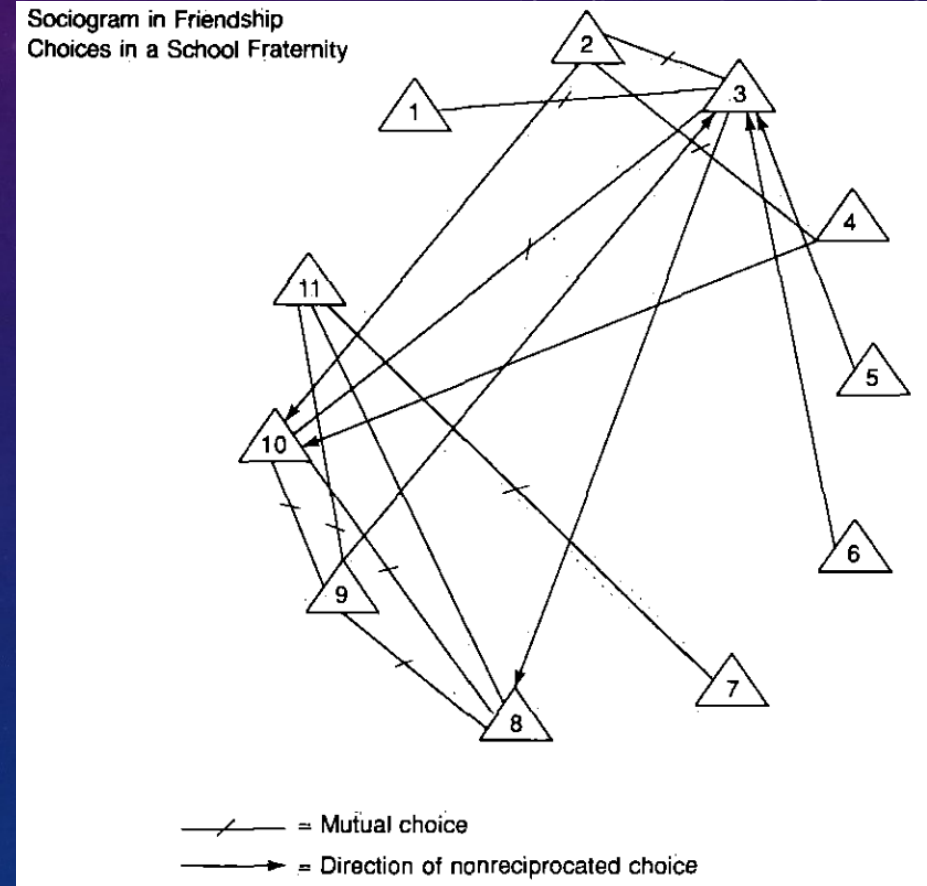 Sociogram in Friendship
Choices in a School Fraternity
2
3
1
4
11
5
10
6
9
7
8
= Mutual choice
= Direction of nonreciprocated choice